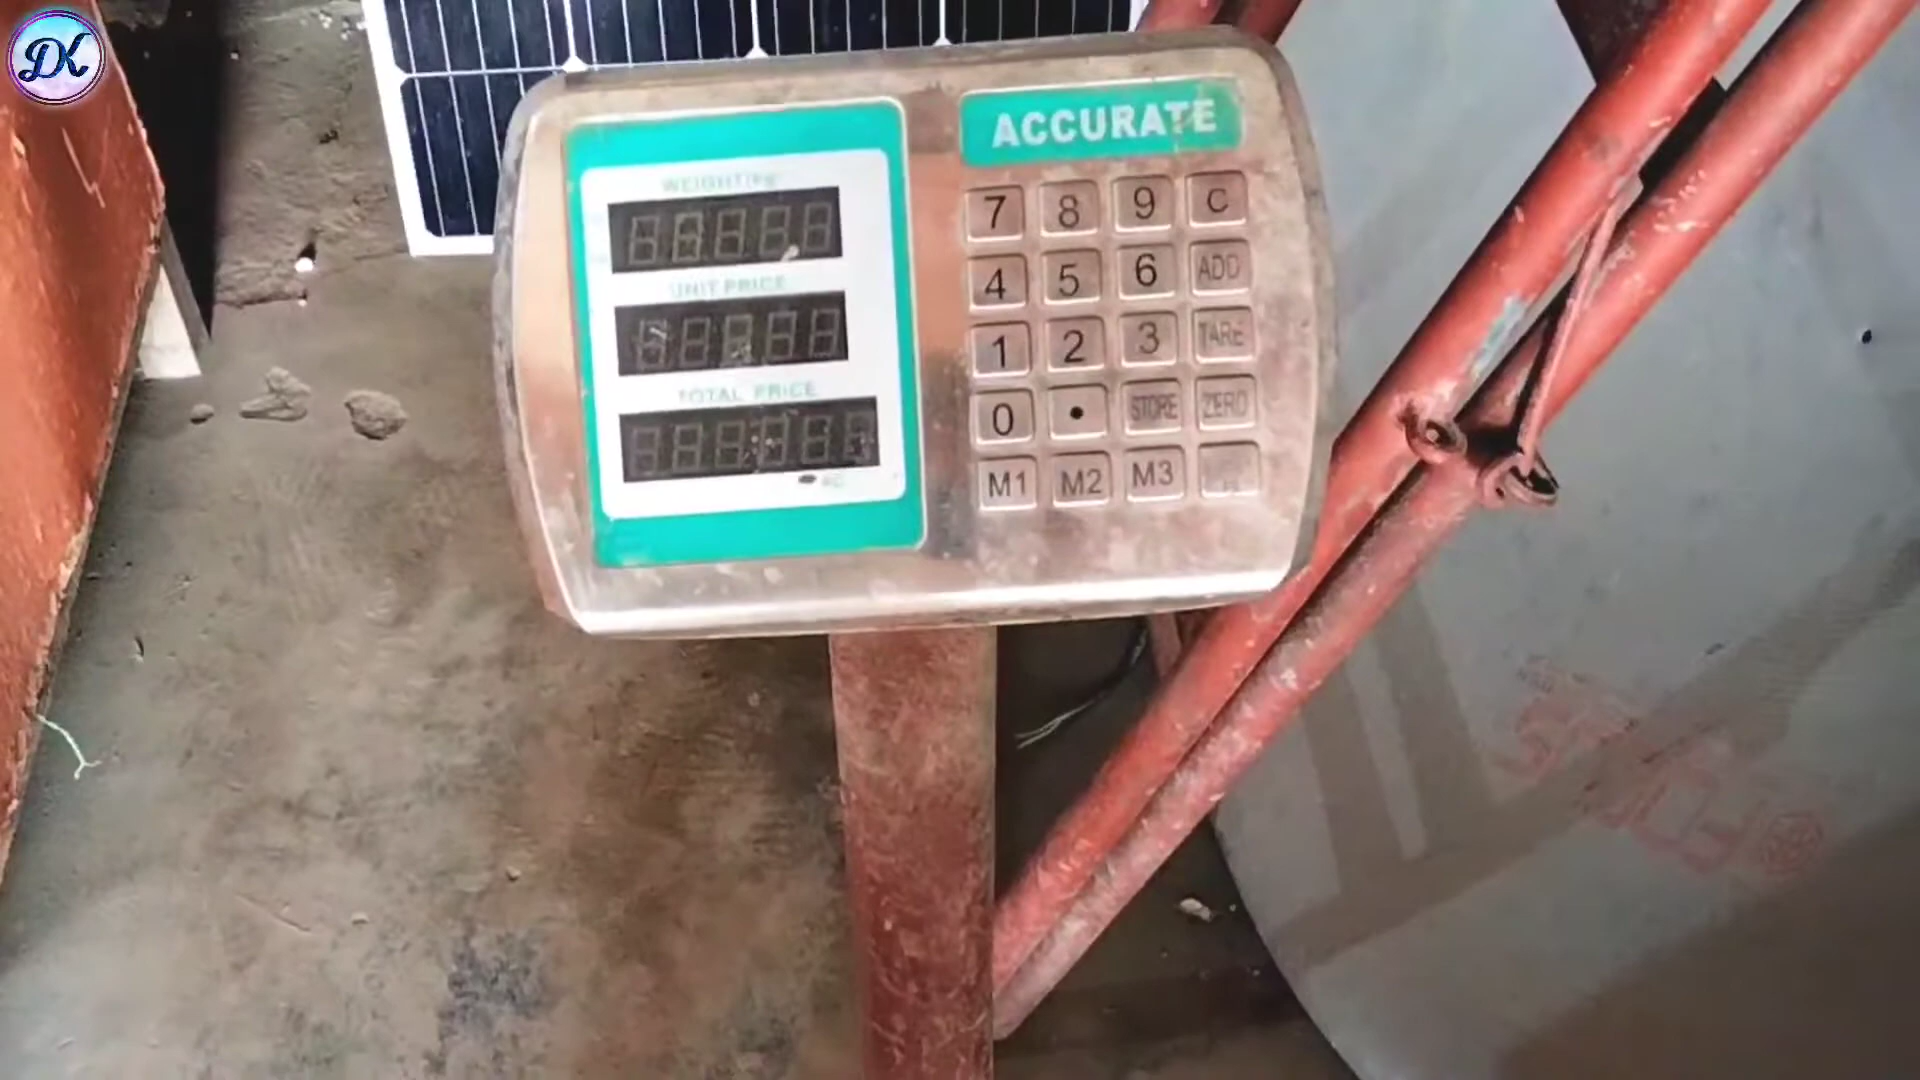 DK
ACCURATE
WEIGHT/KG
UNIT PRICE
TOTAL PRICE
AC
7 8 9 C
4 5 6 ADD
1 2 3 TARE
0 . STORE ZERO
M1 M2 M3